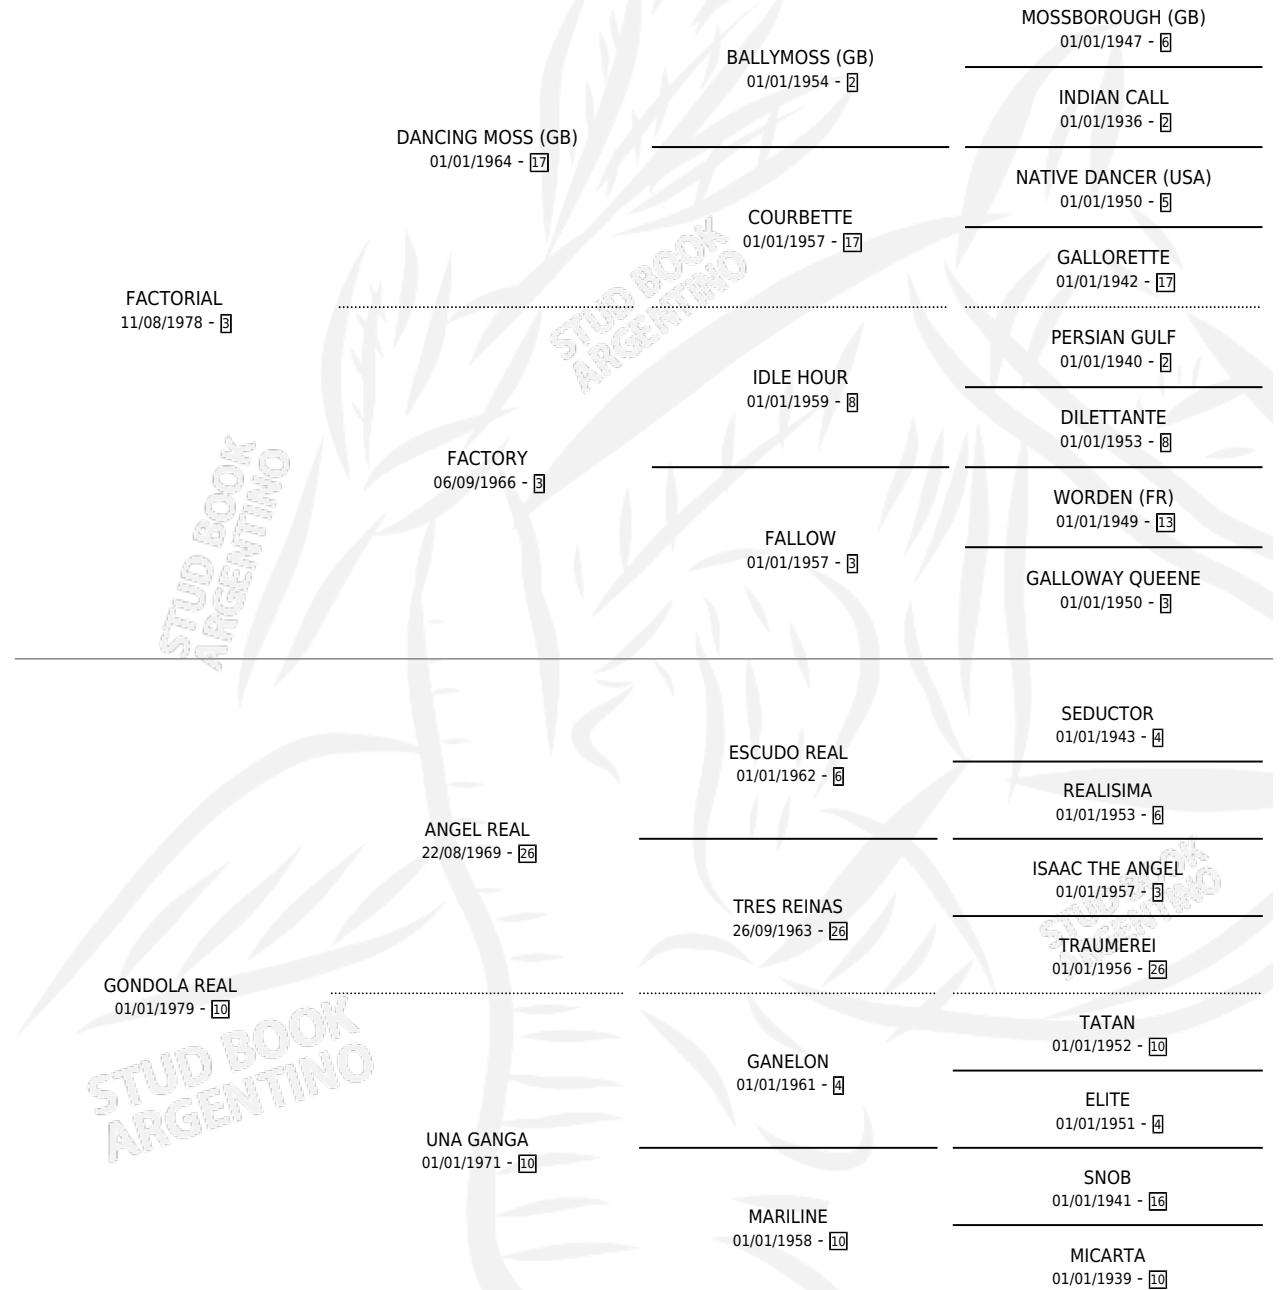 MOSSBOROUGH (GB)
01/01/1947 - 6
BALLYMOSS (GB)
01/01/1954 - 2
INDIAN CALL
01/01/1936 - 2
DANCING MOSS (GB)
01/01/1964 - 17
NATIVE DANCER (USA)
01/01/1950 - 5
COURBETTE
01/01/1957 - 17
GALLORETTE
01/01/1942 - 17
FACTORIAL
11/08/1978 - 3
PERSIAN GULF
01/01/1940 - 2
IDLE HOUR
01/01/1959 - 8
DILETTANTE
01/01/1953 - 8
FACTORY
06/09/1966 - 3
WORDEN (FR)
01/01/1949 - 13
FALLOW
01/01/1957 - 3
GALLOWAY QUEENE
01/01/1950 - 3
SEDUCTOR
01/01/1943 - 4
ESCUDO REAL
01/01/1962 - 6
REALISIMA
01/01/1953 - 6
ANGEL REAL
22/08/1969 - 26
ISAAC THE ANGEL
01/01/1957 - 3
TRES REINAS
26/09/1963 - 26
TRAUMEREI
01/01/1956 - 26
GONDOLA REAL
01/01/1979 - 10
TATAN
01/01/1952 - 10
GANELON
01/01/1961 - 4
ELITE
01/01/1951 - 4
UNA GANGA
01/01/1971 - 10
SNOB
01/01/1941 - 16
MARILINE
01/01/1958 - 10
MICARTA
01/01/1939 - 10
STUD BOOK
ARGENTINO
STUD BOOK
ARGENTINO
STUD BOOK
ARGENTINO
STUD BOOK
ARGENTINO